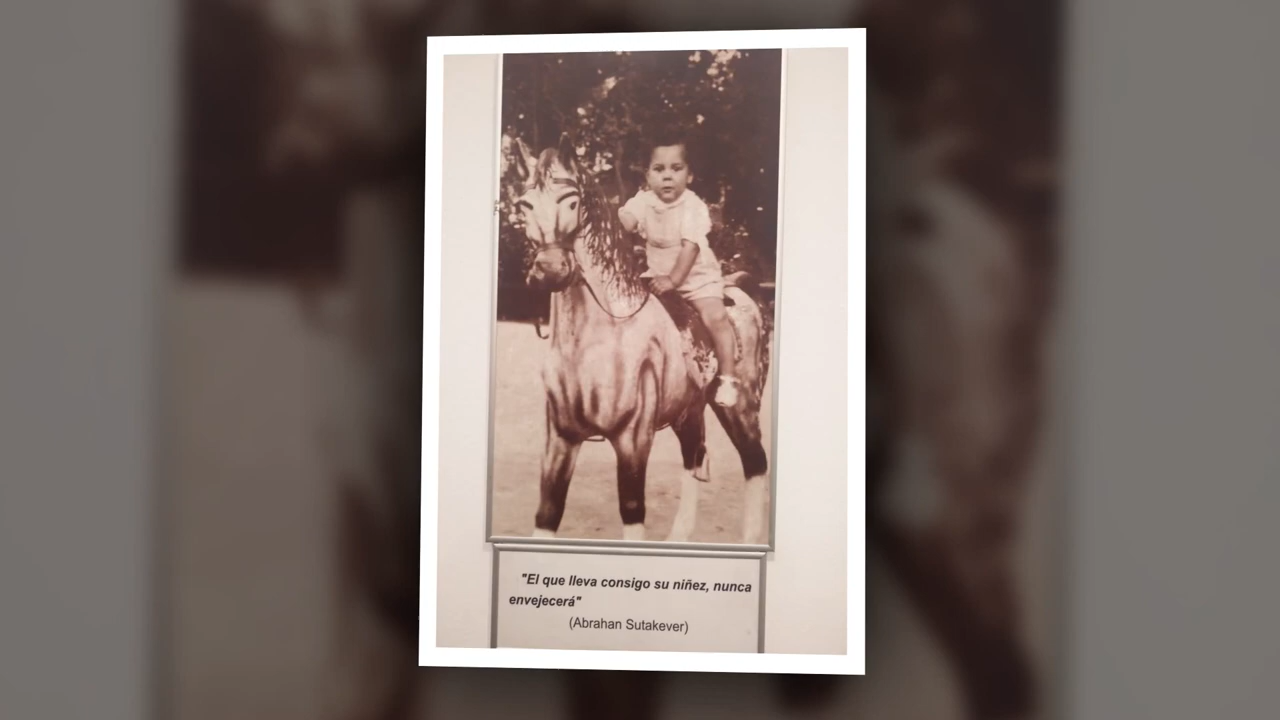 "El que lleva consigo su niñez, nunca
envejecerá"
(Abrahan Sutakever)